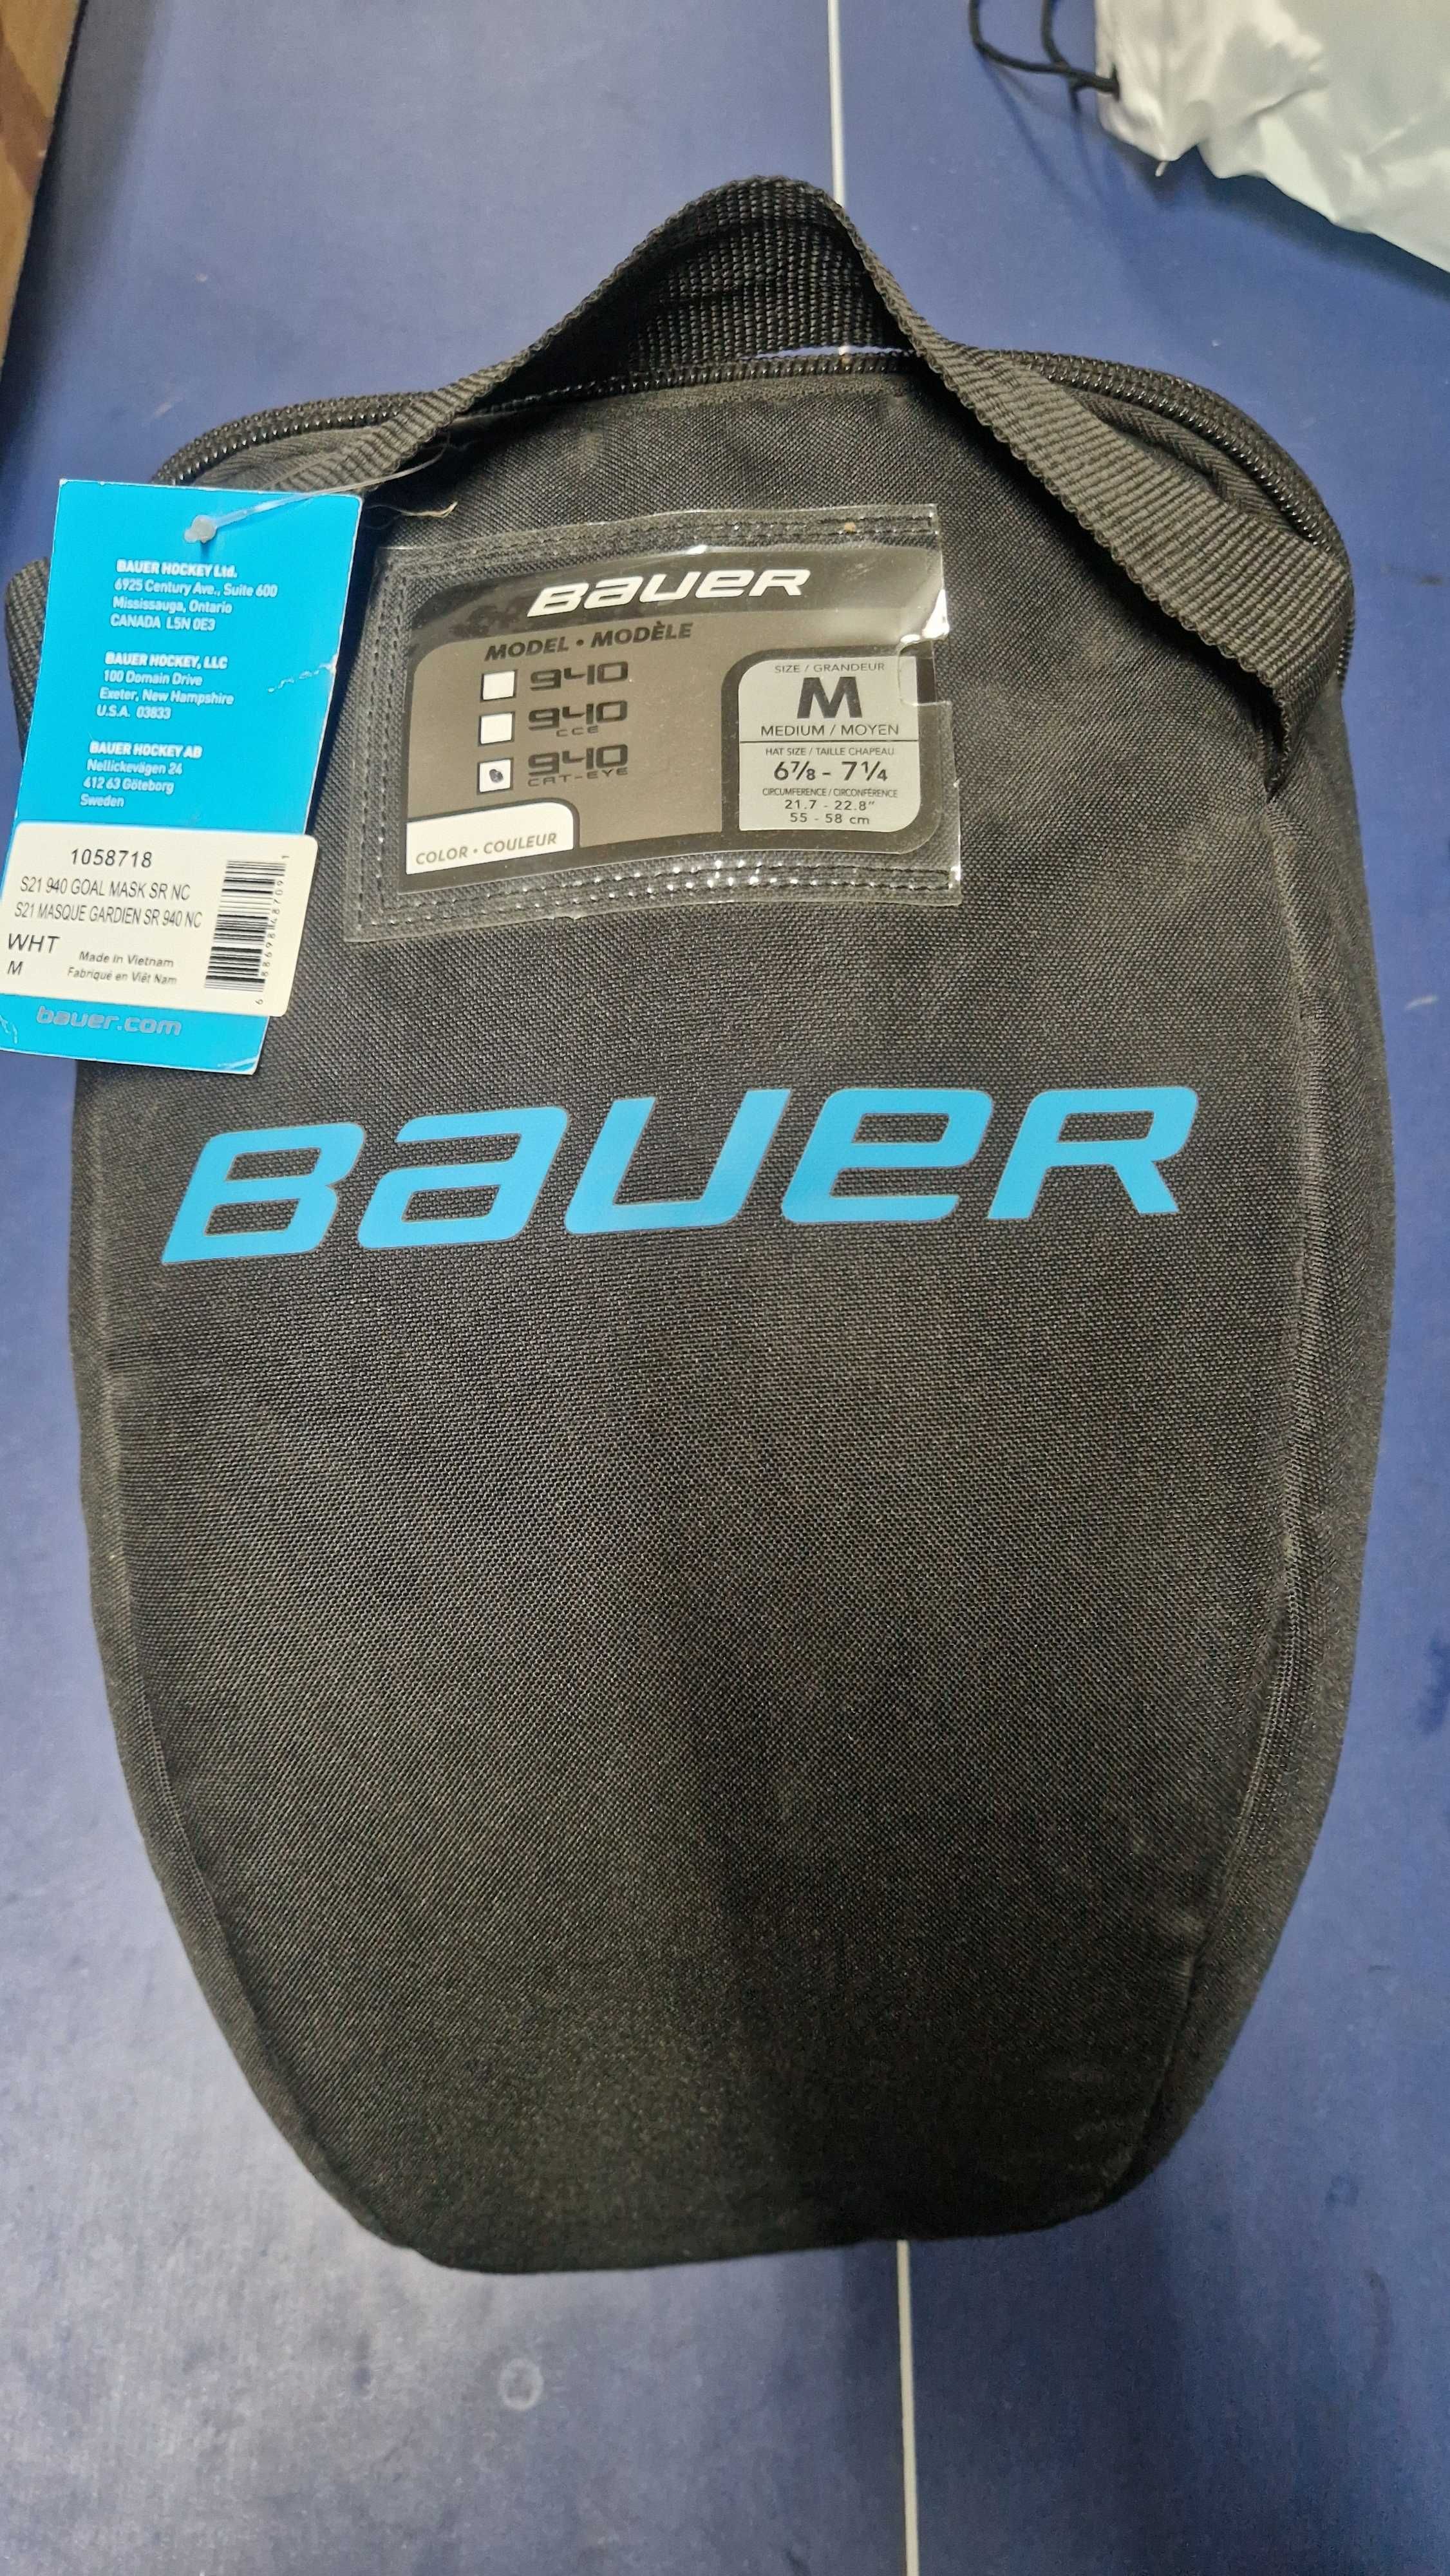 BAUER HOCKEY Ltd.
6925 Century Ave., Suite 600
Mississauga, Ontario
CANADA L5N 0E3
BAUER HOCKEY, LLC
100 Domain Drive
Exeter, New Hampshire
U.S.A. 03833
BAUER HOCKEY AB
Nellickevägen 24
412 63 Göteborg
Sweden
1058718
S21 940 GOAL MASK SR NC
S21 MASQUE GARDIEN SR 940 NC
WHT
M
Made in Vietnam
Fabriqué en Viêt Nam
bauer.com
BAUER
MODEL • MODÈLE
940
940
CCE
940
CAT-EYE
COLOR • COULEUR
SIZE / GRANDEUR
M
MEDIUM / MOYEN
HAT SIZE / TAILLE CHAPEAU
6⅞ - 7¼
CIRCUMFERENCE / CIRCONFÉRENCE
21.7 - 22.8"
55 - 58 cm
BAUER